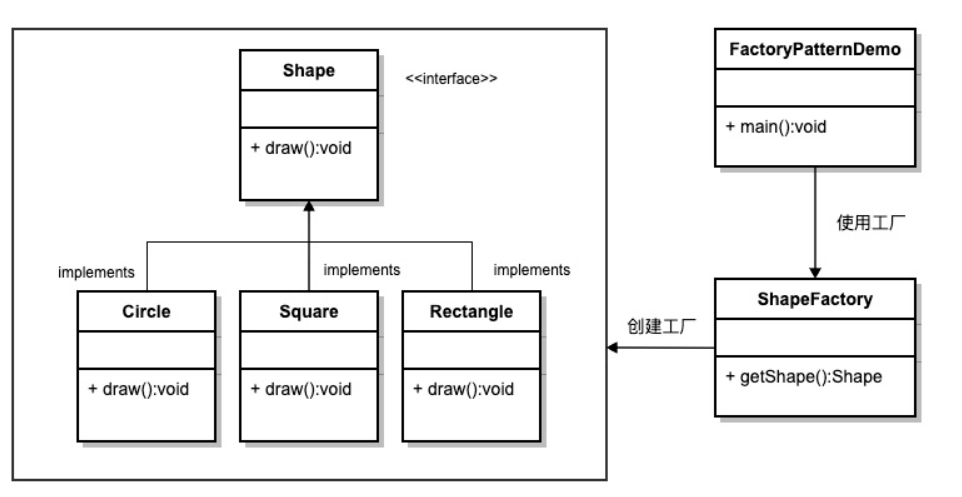 Shape
<<interface>>
+ draw():void
implements
implements
implements
Circle
+ draw():void
Square
+ draw():void
Rectangle
+ draw():void
FactoryPatternDemo
+ main():void
使用工厂
ShapeFactory
+ getShape():Shape
创建工厂